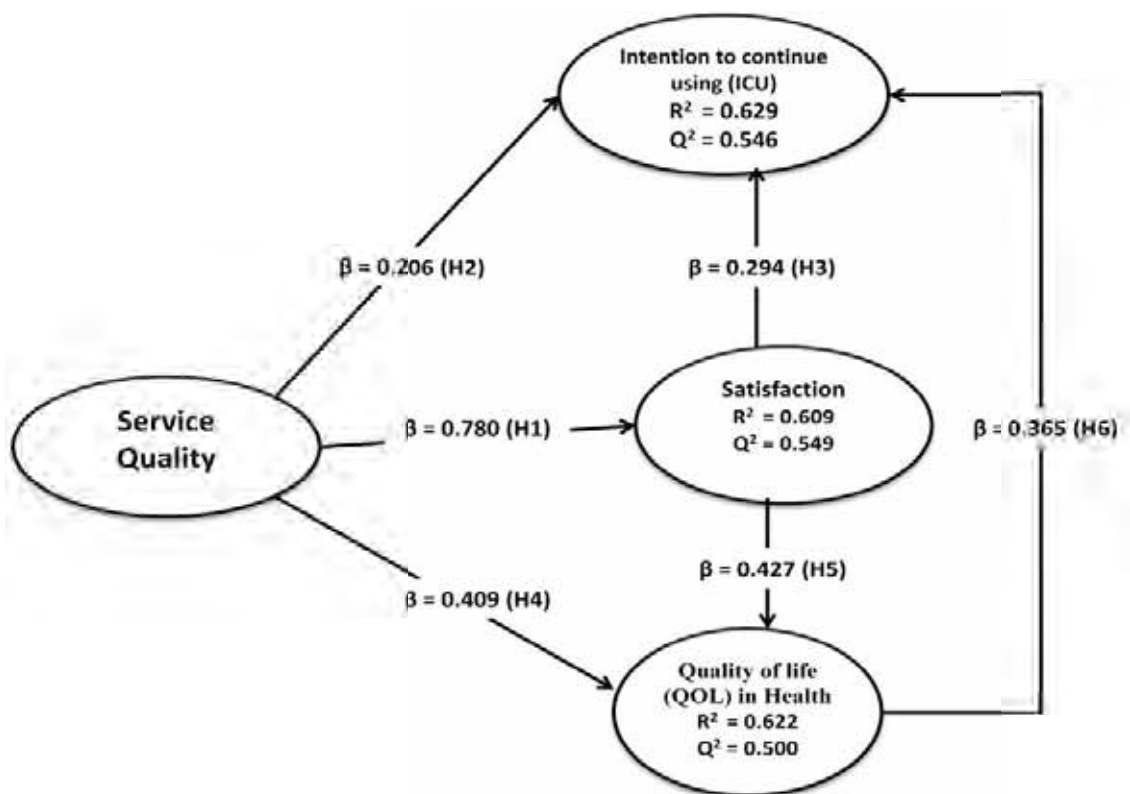 Intention to continue
using (ICU)
R² = 0.629
Q² = 0.546
β = 0.206 (H2)
β = 0.294 (H3)
Service
Quality
β = 0.780 (H1)
Satisfaction
R² = 0.609
Q² = 0.549
β = 0.365 (H6)
β = 0.427 (H5)
β = 0.409 (H4)
Quality of life
(QOL) in Health
R² = 0.622
Q² = 0.500